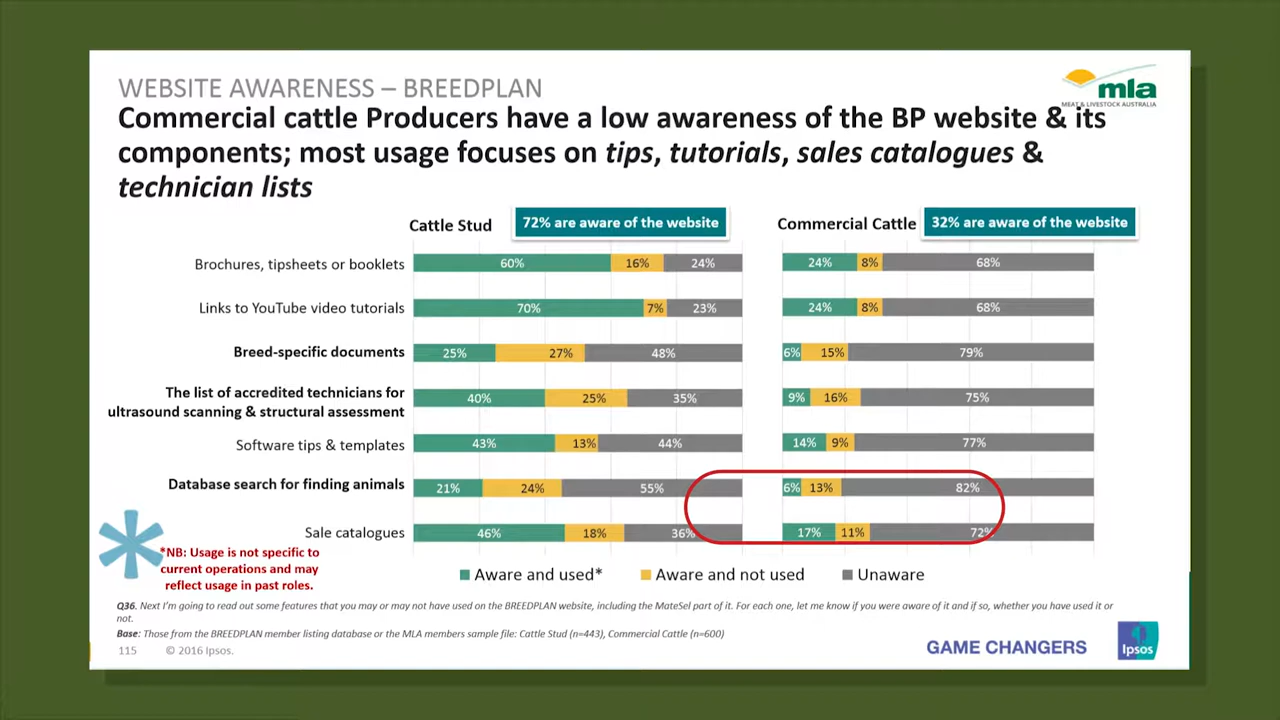 WEBSITE AWARENESS – BREEDPLAN
mla
MEAT & LIVESTOCK AUSTRALIA
Commercial cattle Producers have a low awareness of the BP website & its
components; most usage focuses on tips, tutorials, sales catalogues &
technician lists
Cattle Stud
72% are aware of the website
Commercial Cattle
32% are aware of the website
Brochures, tipsheets or booklets 60% 16% 24% 24% 8% 68%
Links to YouTube video tutorials 70% 7% 23% 24% 8% 68%
Breed-specific documents 25% 27% 48% 6% 15% 79%
The list of accredited technicians for
ultrasound scanning & structural assessment 40% 25% 35% 9% 16% 75%
Software tips & templates 43% 13% 44% 14% 9% 77%
Database search for finding animals 21% 24% 55% 6% 13% 82%
Sale catalogues 46% 18% 36% 17% 11% 72%
*NB: Usage is not specific to
current operations and may
reflect usage in past roles.
Aware and used* Aware and not used Unaware
Q36. Next I'm going to read out some features that you may or may not have used on the BREEDPLAN website, including the MateSel part of it. For each one, let me know if you were aware of it and if so, whether you have used it or
not.
Base: Those from the BREEDPLAN member listing database or the MLA members sample file: Cattle Stud (n=443), Commercial Cattle (n=600)
115 © 2016 Ipsos.
GAME CHANGERS
Ipsos